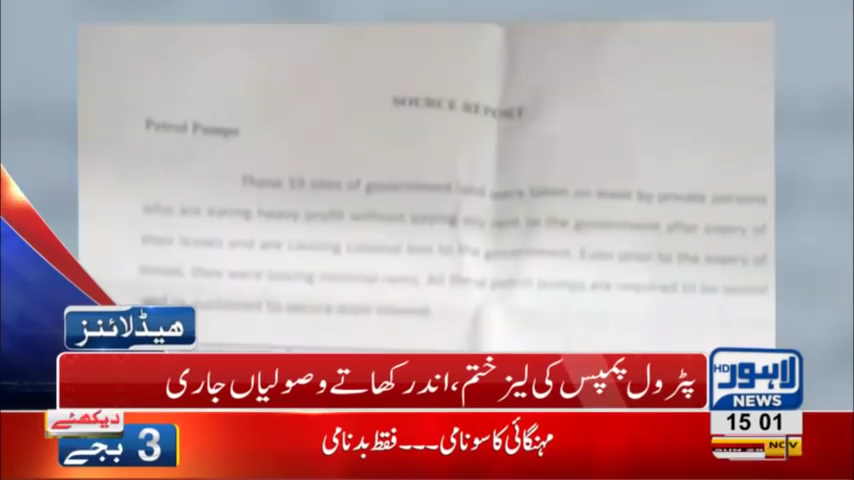 SOURCE REPORT
Petrol Pumps
These 19 sites of government land were taken on lease by private persons
who are earning heavy profit without paying any rent to the government after expiry of
their leases and are causing colossal loss to the government. Even prior to the expiry of
leases, they were paying nominal rents. All these petrol pumps are required to be
to secure state interest.
ھیڈلائنز
پٹرول پمپس کی لیز ختم، اندر کھاتے وصولیاں جاری
HD لاہور
NEWS
15 01
NOV
دیکھئے
3 بجے
مہنگائی کا سونامی ۔۔۔ فقط بدنامی